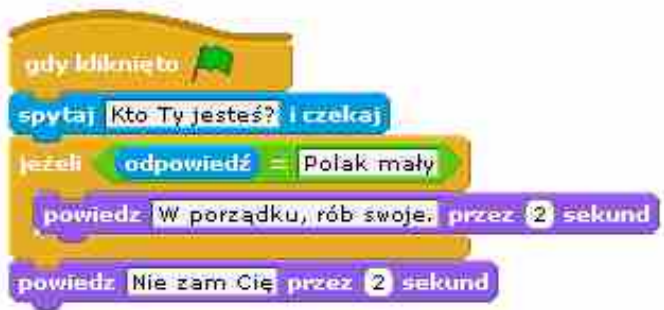 gdy kliknięto
spytaj Kto Ty jesteś? i czekaj
jeżeli odpowiedź = Polak mały
powiedz W porządku, rób swoje. przez 2 sekund
powiedz Nie zam Cię przez 2 sekund